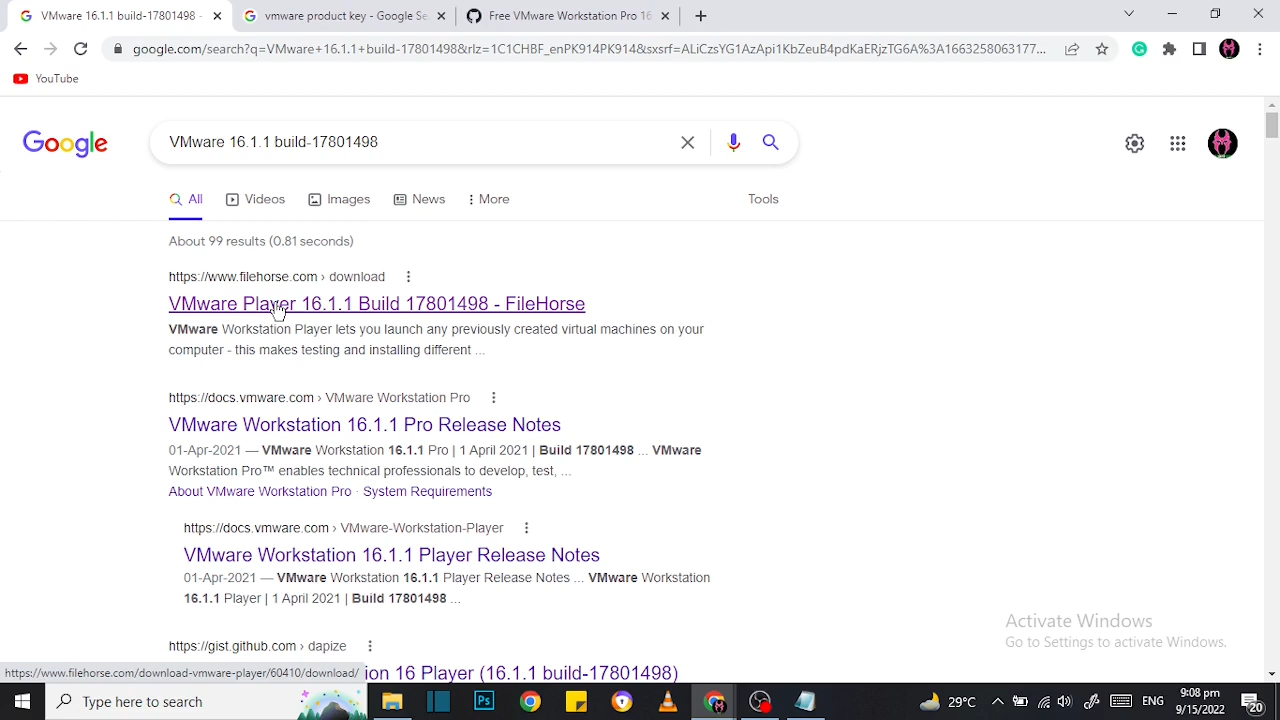 VMware 16.1.1 build-17801498 -
vmware product key - Google Se
Free VMware Workstation Pro 16
google.com/search?q=VMware+16.1.1+build-17801498&rlz=1C1CHBF_enPK914PK914&sxsrf=ALiCzsYG1AzApi1KbZeuB4pdKaERjzTG6A%3A1663258063177...
YouTube
Google
VMware 16.1.1 build-17801498
All
Videos
Images
News
More
Tools
About 99 results (0.81 seconds)
https://www.filehorse.com › download
VMware Player 16.1.1 Build 17801498 - FileHorse
VMware Workstation Player lets you launch any previously created virtual machines on your
computer - this makes testing and installing different ...
https://docs.vmware.com › VMware Workstation Pro
VMware Workstation 16.1.1 Pro Release Notes
01-Apr-2021 — VMware Workstation 16.1.1 Pro | 1 April 2021 | Build 17801498 ... VMware
Workstation Pro™ enables technical professionals to develop, test, ...
About VMware Workstation Pro · System Requirements
https://docs.vmware.com › VMware-Workstation-Player
VMware Workstation 16.1.1 Player Release Notes
01-Apr-2021 — VMware Workstation 16.1.1 Player Release Notes ... VMware Workstation
16.1.1 Player | 1 April 2021 | Build 17801498 ...
https://gist.github.com › dapize
ion 16 Player (16.1.1 build-17801498)
Activate Windows
Go to Settings to activate Windows.
https://www.filehorse.com/download-vmware-player/60410/download/
Type here to search
Ps
29°C
ENG
9:08 pm
9/15/2022
20